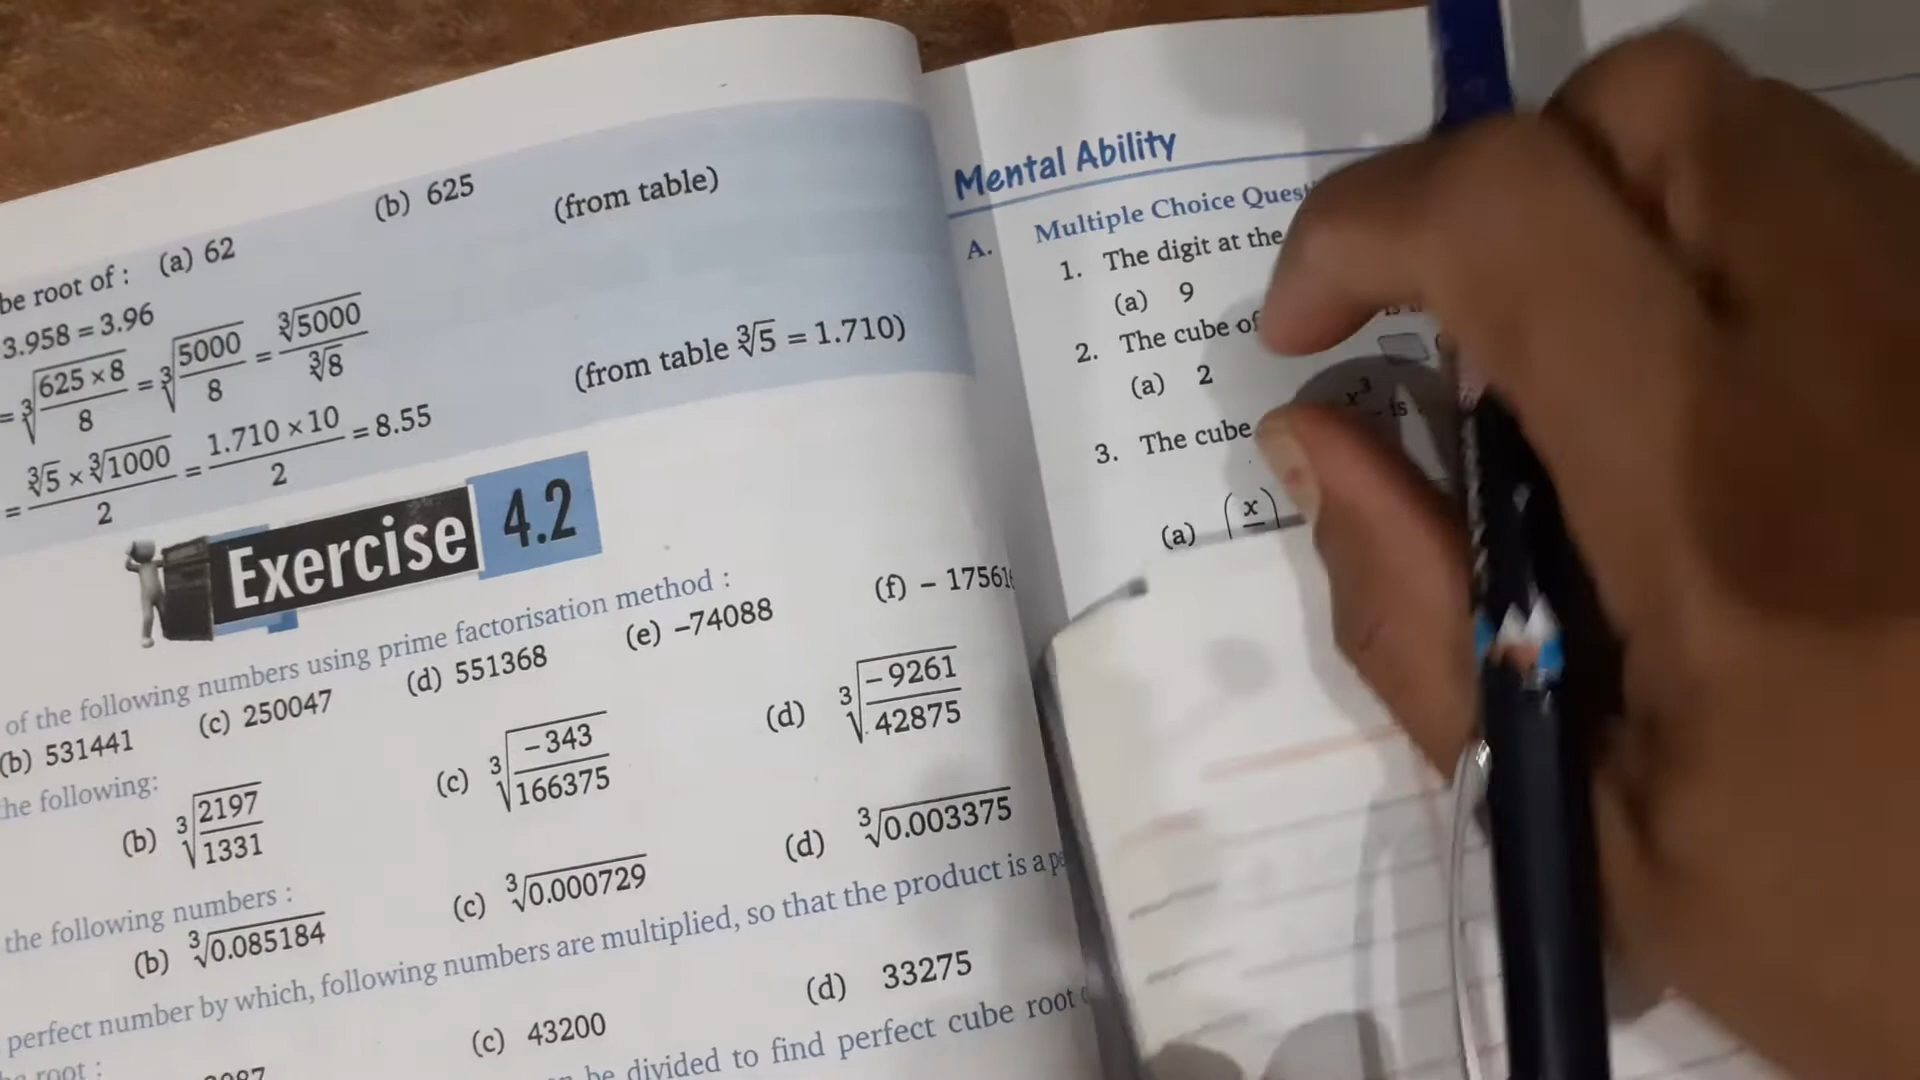 be root of : (a) 62 (b) 625 (from table)
3.958 = 3.96
= ∛(625 × 8 / 8) = ∛(5000 / 8) = ∛5000 / ∛8
= ∛5 × ∛1000 / 2 = 1.710 × 10 / 2 = 8.55 (from table ∛5 = 1.710)
Exercise 4.2
of the following numbers using prime factorisation method :
(b) 531441 (c) 250047 (d) 551368 (e) –74088 (f) – 17561
he following:
(b) ∛(2197 / 1331) (c) ∛(–343 / 166375) (d) ∛(–9261 / 42875)
the following numbers :
(b) ∛0.085184 (c) ∛0.000729 (d) ∛0.003375
perfect number by which, following numbers are multiplied, so that the product is a
(c) 43200 (d) 33275
be divided to find perfect cube root
root :
Mental Ability
A. Multiple Choice Ques
1. The digit at the
(a) 9
2. The cube of
(a) 2
3. The cube x³ is
(a) (x)